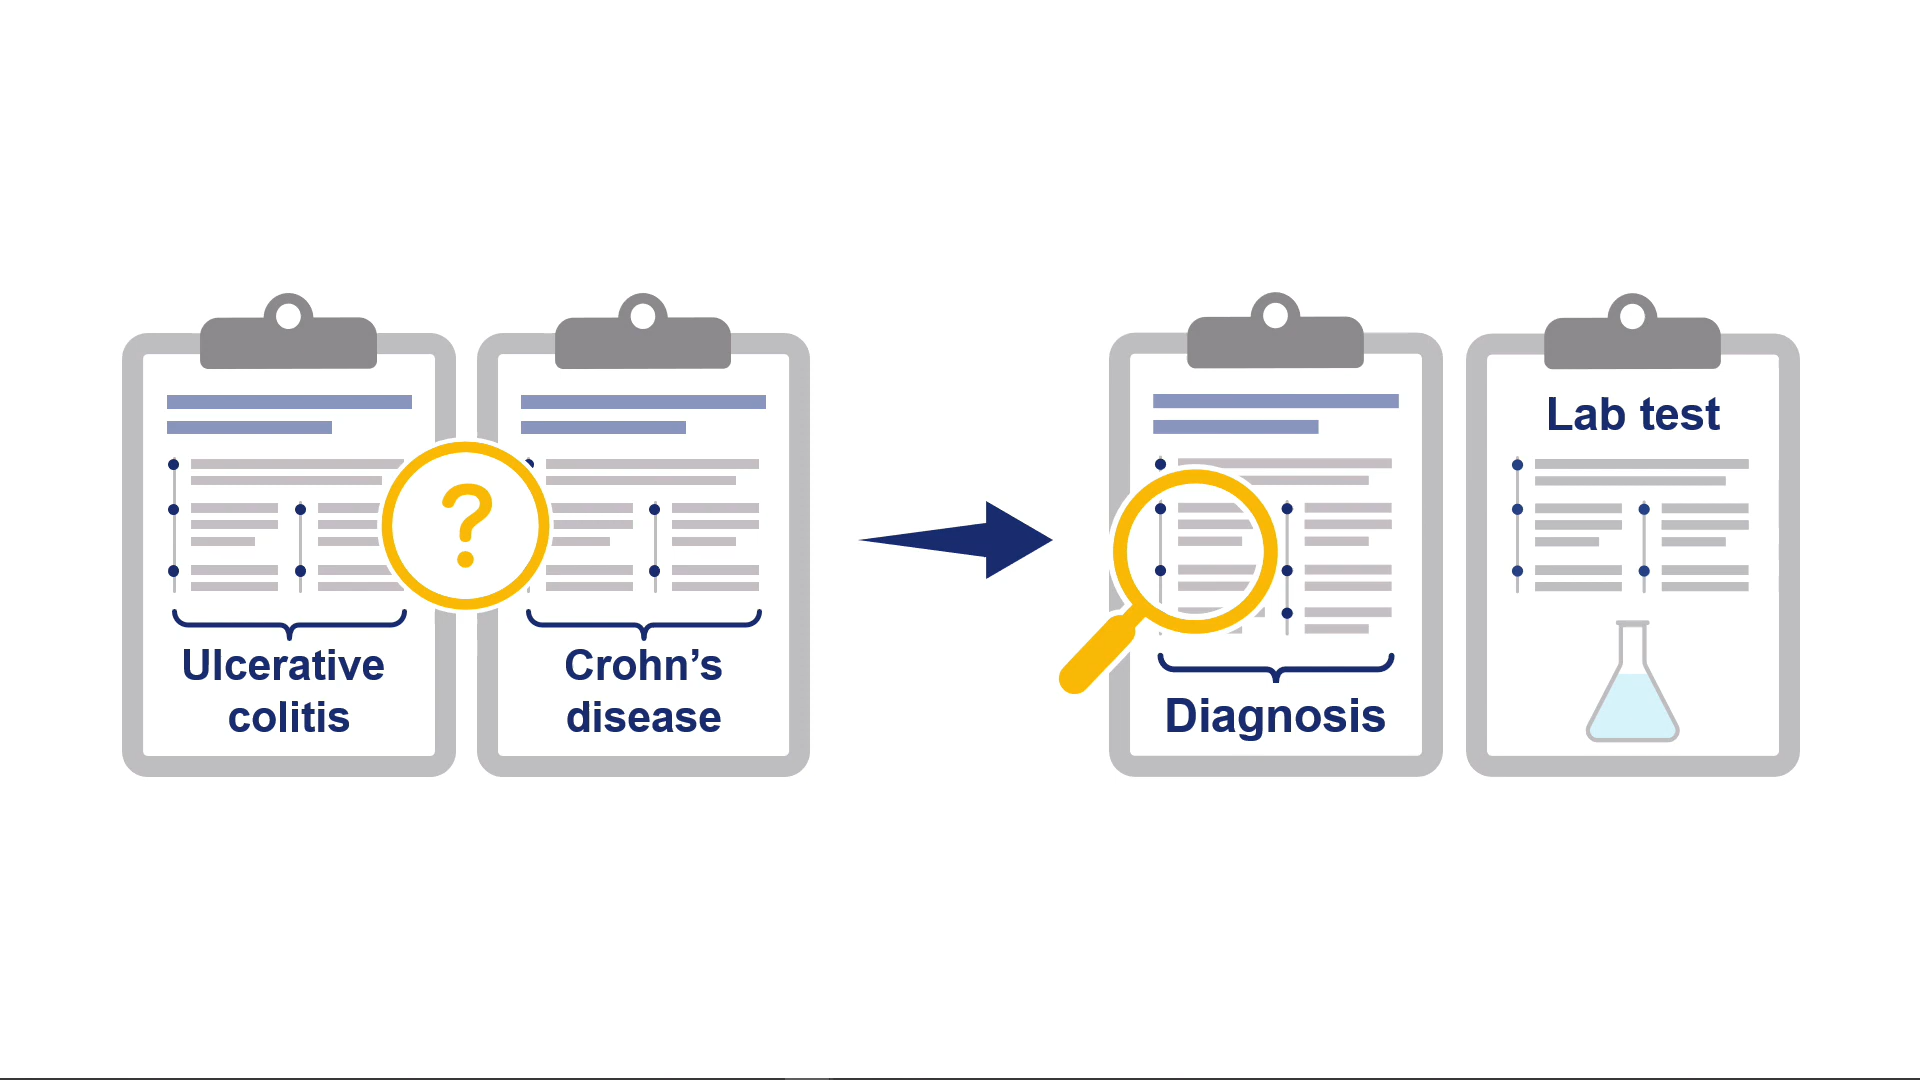 Ulcerative
colitis
?
Crohn’s
disease
Diagnosis
Lab test